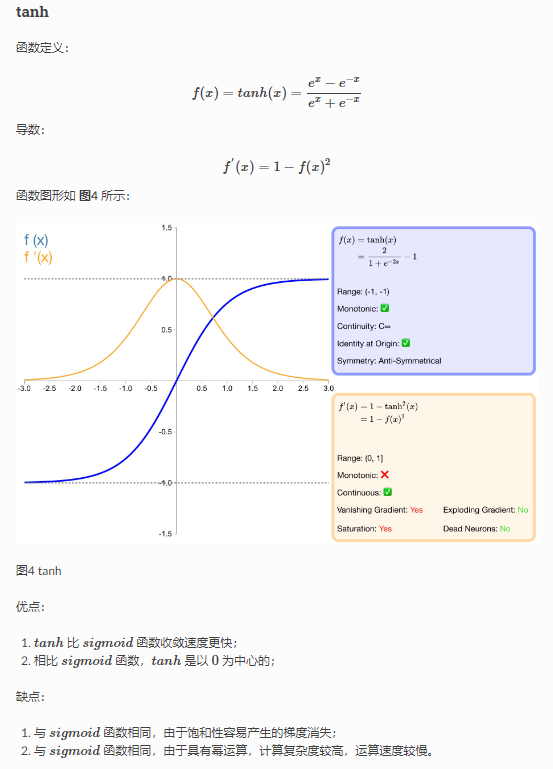 tanh
函数定义：
f(x) = tanh(x) = \frac{e^x - e^{-x}}{e^x + e^{-x}}
导数：
f^{'}(x) = 1 - f(x)^2
函数图形如 图4 所示：
f (x)
f '(x)
1.5
1.0
0.5
-3.0 -2.5 -2.0 -1.5 -1.0 -0.5 0.5 1.0 1.5 2.0 2.5 3.0
-0.5
-1.0
-1.5
f(x) = tanh(x)
= \frac{2}{1 + e^{-2x}} - 1
Range: (-1, -1)
Monotonic: ✅
Continuity: C∞
Identity at Origin: ✅
Symmetry: Anti-Symmetrical
f'(x) = 1 - tanh^2(x)
= 1 - f(x)^2
Range: (0, 1]
Monotonic: ❌
Continuous: ✅
Vanishing Gradient: Yes Exploding Gradient: No
Saturation: Yes Dead Neurons: No
图4 tanh
优点：
1. tanh 比 sigmoid 函数收敛速度更快；
2. 相比 sigmoid 函数，tanh 是以 0 为中心的；
缺点：
1. 与 sigmoid 函数相同，由于饱和性容易产生的梯度消失；
2. 与 sigmoid 函数相同，由于具有幂运算，计算复杂度较高，运算速度较慢。